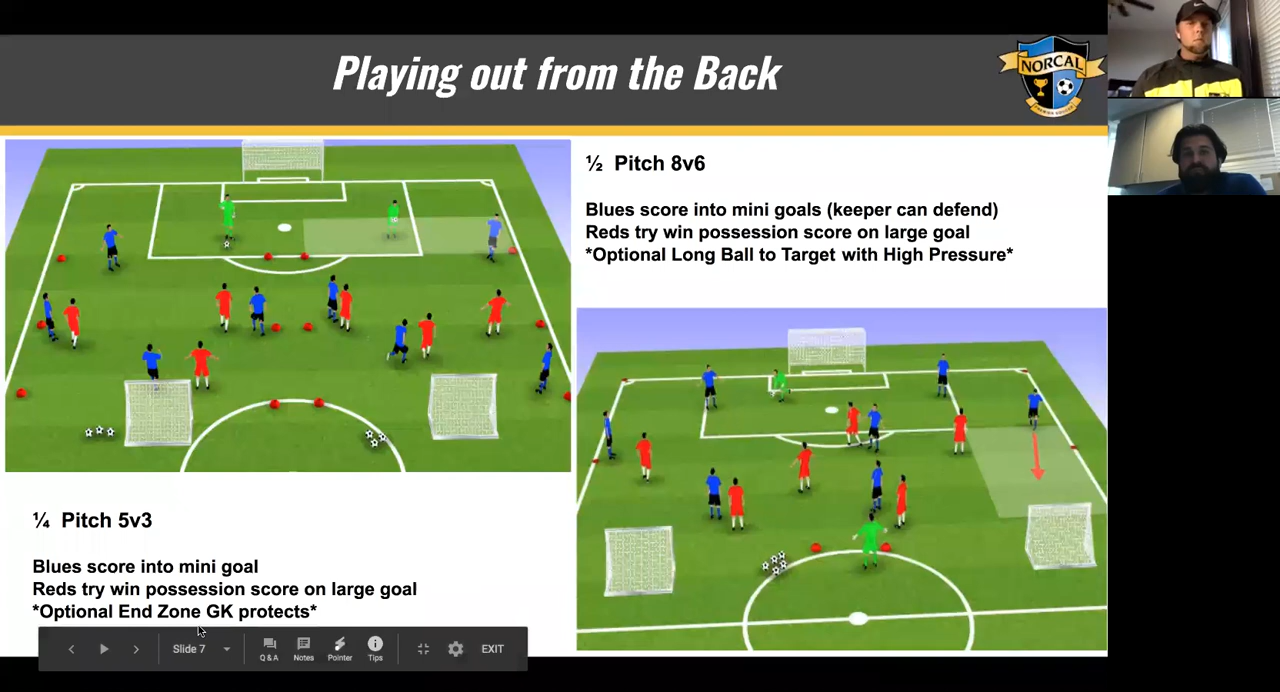 Playing out from the Back
NORCAL
PREMIER SOCCER
½ Pitch 8v6
Blues score into mini goals (keeper can defend)
Reds try win possession score on large goal
*Optional Long Ball to Target with High Pressure*
¼ Pitch 5v3
Blues score into mini goal
Reds try win possession score on large goal
*Optional End Zone GK protects*
Slide 7
Q & A
Notes
Pointer
Tips
EXIT